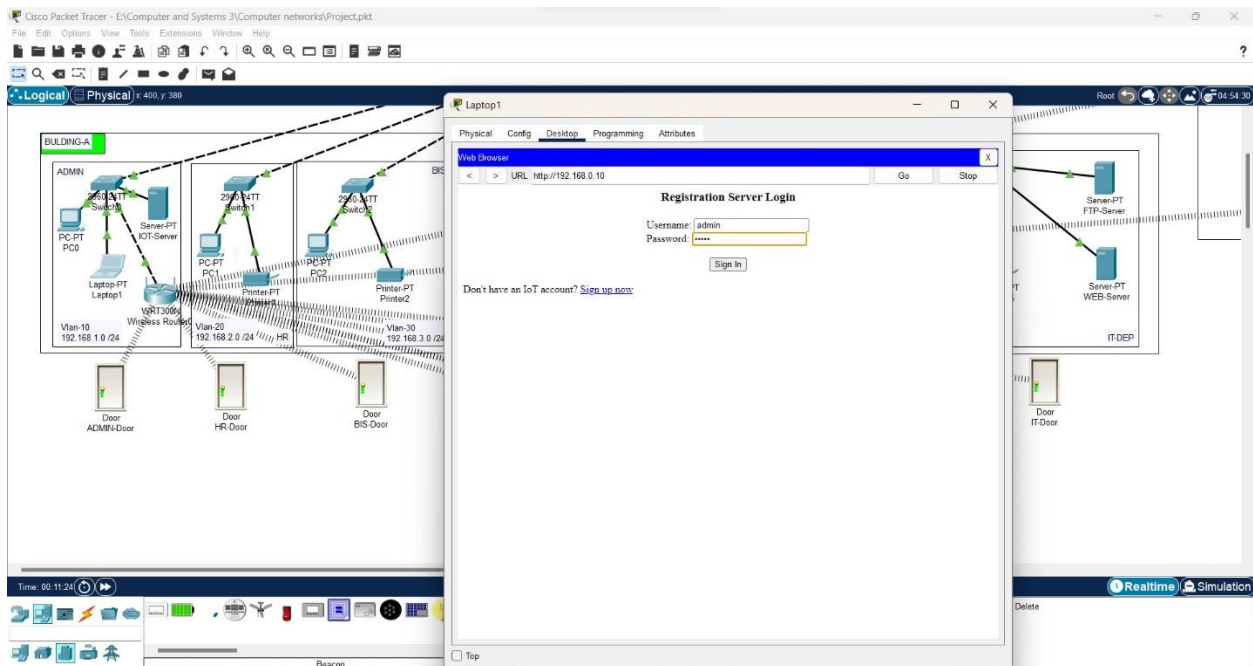 Cisco Packet Tracer - E:\Computer and Systems 3\Computer networks\Project.pkt
File Edit Options View Tools Extensions Window Help
?
Logical Physical x: 400, y: 380
Root 04:54:30
Laptop1
Physical Config Desktop Programming Attributes
Web Browser X
< > URL http://192.168.0.10 Go Stop
Registration Server Login
Username: admin
Password: •••••
Sign In
Don't have an IoT account? Sign up now
Top
BULDING-A
ADMIN
2960-24TT
Switch0
Server-PT
IOT-Server
PC-PT
PC0
Laptop-PT
Laptop1
WRT300N
Vlan-10
192.168.1.0 /24
2960-24TT
Switch1
PC-PT
PC1
Printer-PT
Vlan-20
192.168.2.0 /24
HR
BIS
2960-24TT
Switch2
PC-PT
PC2
Printer-PT
Printer2
Vlan-30
192.168.3.0 /24
Door
ADMIN-Door
Door
HR-Door
Door
BIS-Door
Server-PT
FTP-Server
Server-PT
WEB-Server
IT-DEP
Door
IT-Door
Time: 00:11:24
Realtime Simulation
Delete
Beacon